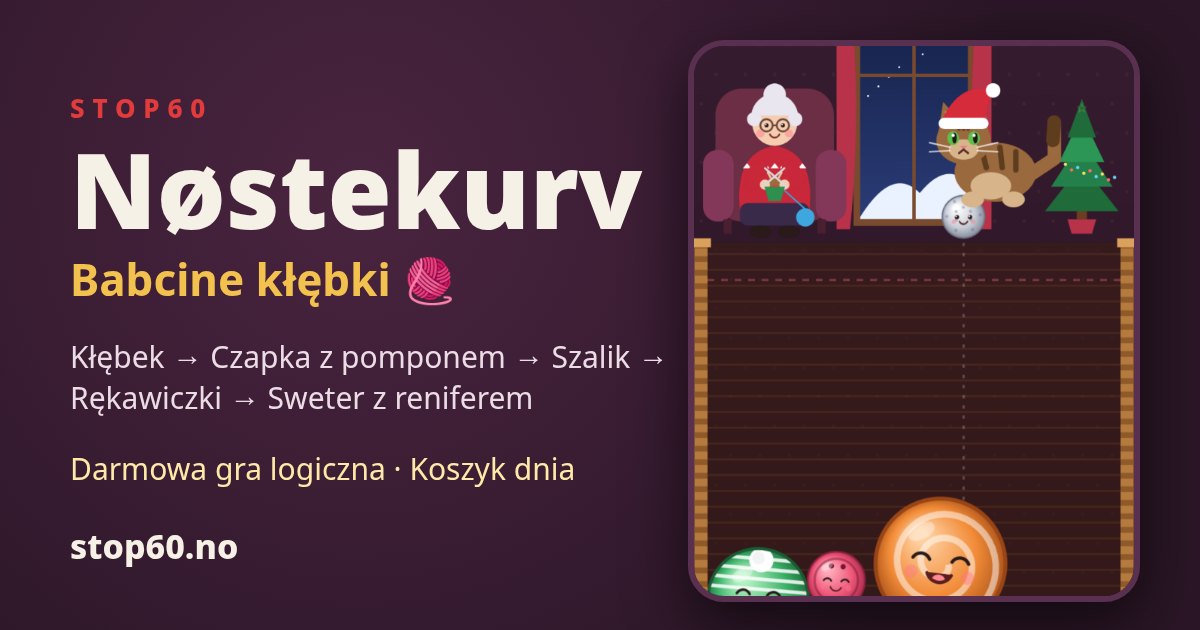 STOP60
Nøstekurv
Babcine kłębki 🧶
Kłębek → Czapka z pomponem → Szalik →
Rękawiczki → Sweter z reniferem
Darmowa gra logiczna · Koszyk dnia
stop60.no